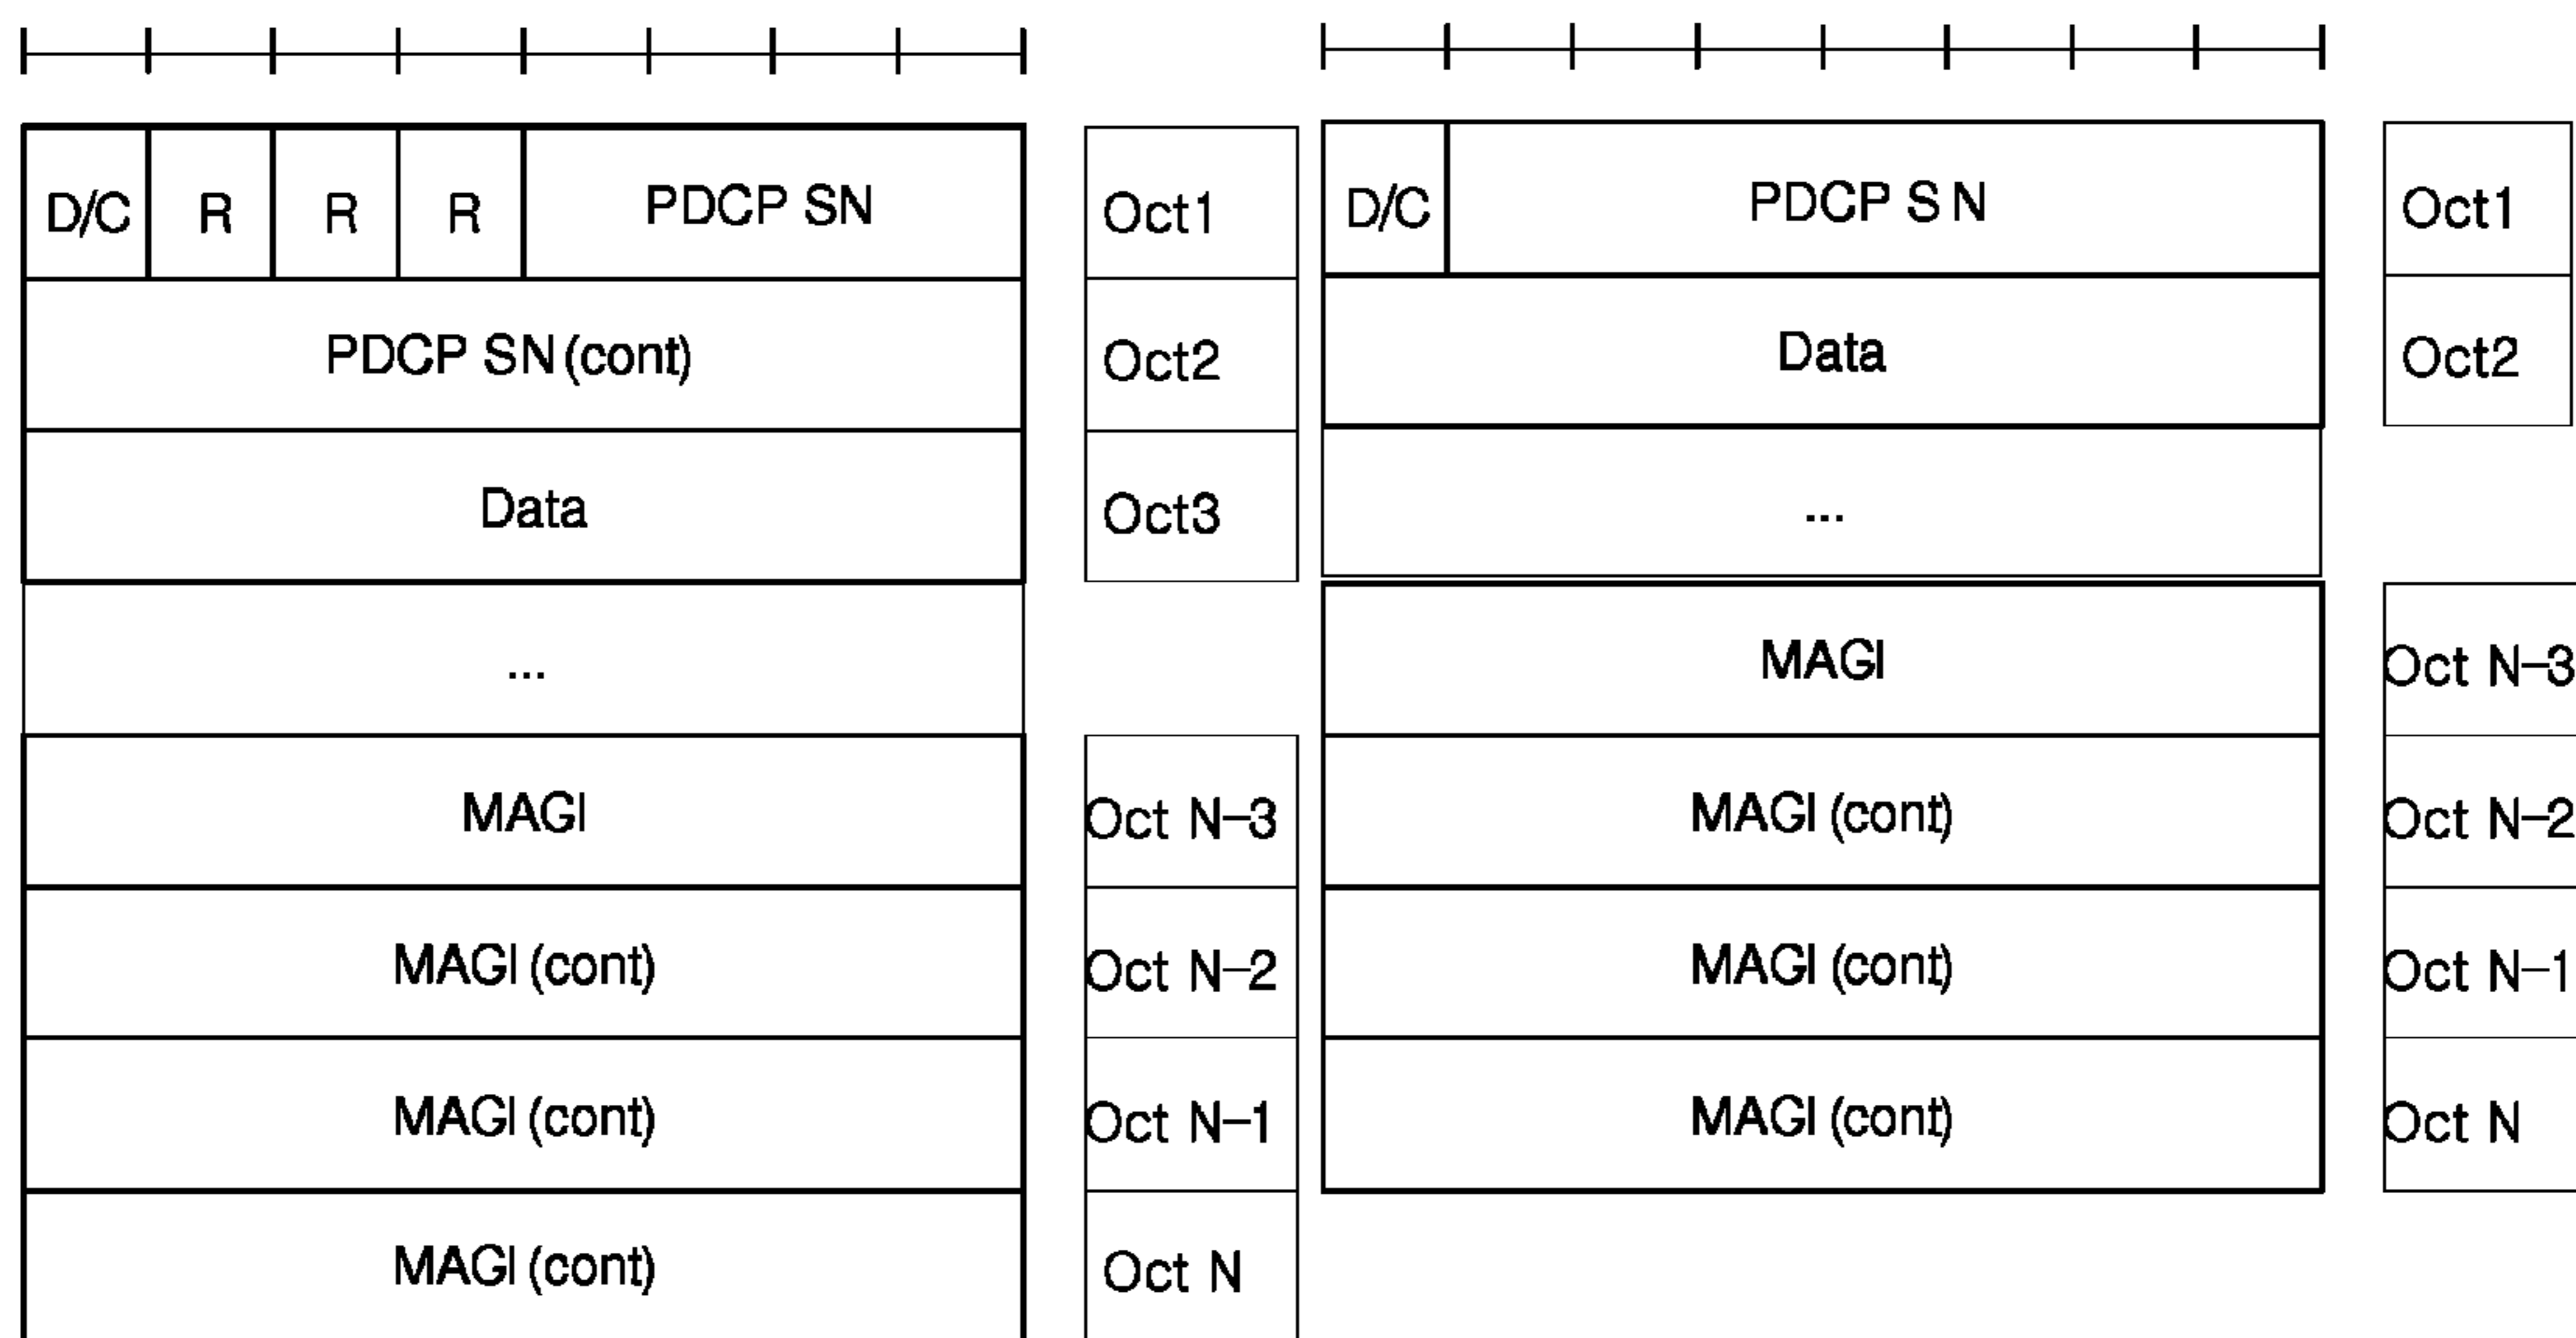 D/C R R R PDCP SN Oct1
PDCP SN (cont) Oct2
Data Oct3
...
MAGI Oct N-3
MAGI (cont) Oct N-2
MAGI (cont) Oct N-1
MAGI (cont) Oct N
D/C PDCP S N Oct1
Data Oct2
...
MAGI Oct N-3
MAGI (cont) Oct N-2
MAGI (cont) Oct N-1
MAGI (cont) Oct N